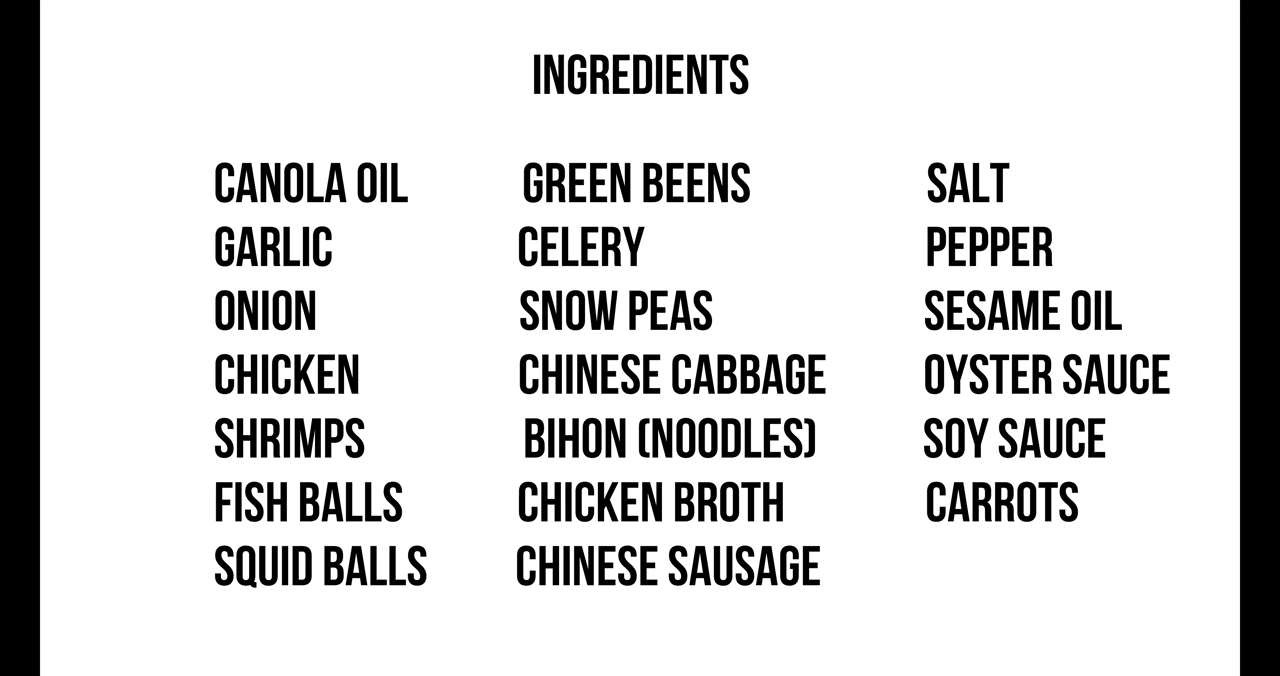 INGREDIENTS
CANOLA OIL
GARLIC
ONION
CHICKEN
SHRIMPS
FISH BALLS
SQUID BALLS
GREEN BEENS
CELERY
SNOW PEAS
CHINESE CABBAGE
BIHON (NOODLES)
CHICKEN BROTH
CHINESE SAUSAGE
SALT
PEPPER
SESAME OIL
OYSTER SAUCE
SOY SAUCE
CARROTS